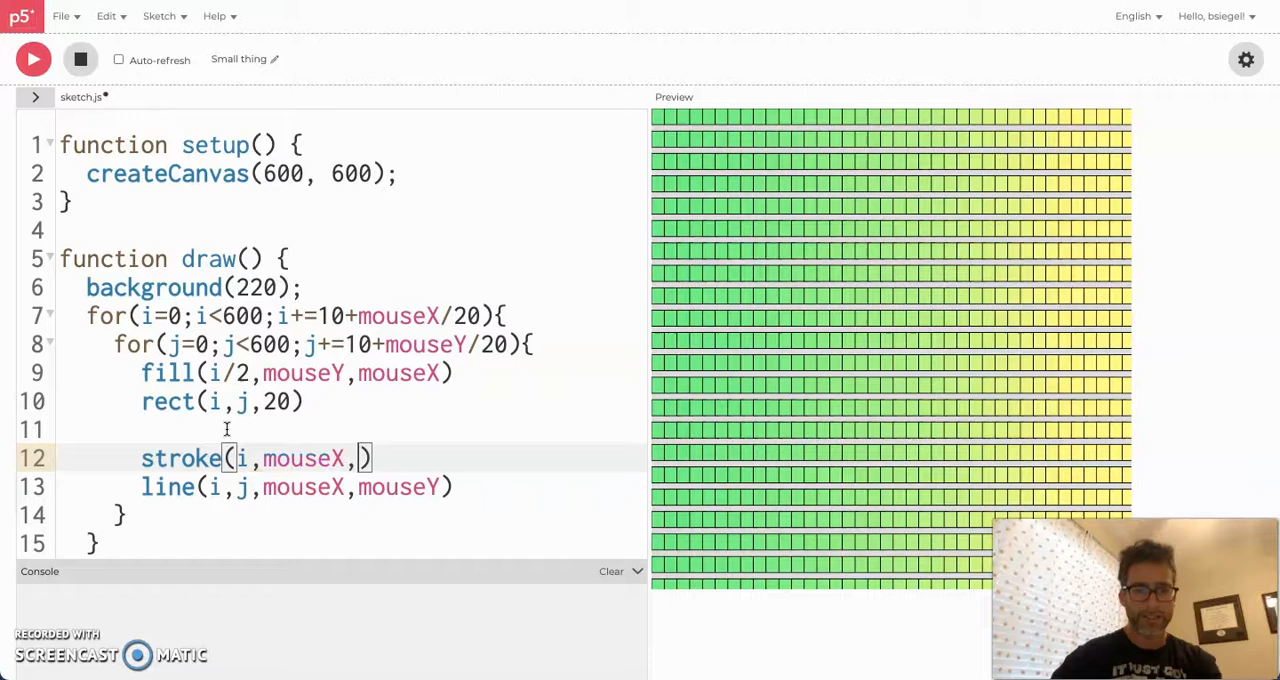 p5* File Edit Sketch Help English Hello, bsiegel!
Auto-refresh Small thing
> sketch.js Preview
1 function setup() {
2 createCanvas(600, 600);
3 }
4
5 function draw() {
6 background(220);
7 for(i=0;i<600;i+=10+mouseX/20){
8 for(j=0;j<600;j+=10+mouseY/20){
9 fill(i/2,mouseY,mouseX)
10 rect(i,j,20)
11
12 stroke(i,mouseX,)
13 line(i,j,mouseX,mouseY)
14 }
15 }
Console Clear
RECORDED WITH
SCREENCAST MATIC
IT JUST GO